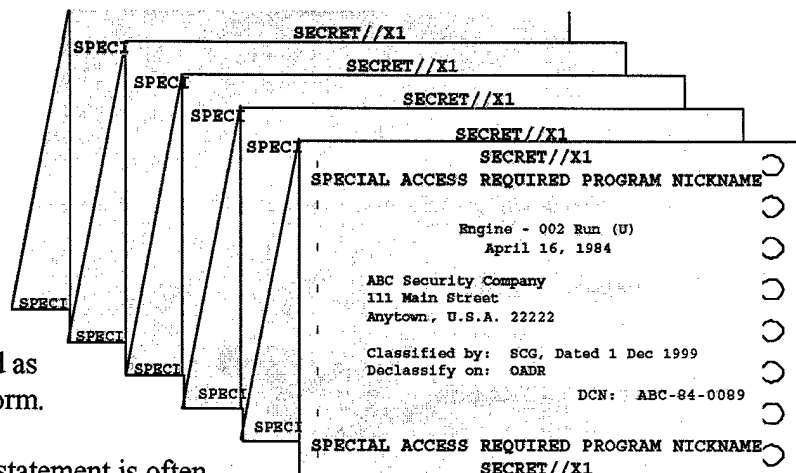 SECRET//X1
SPECI
SECRET//X1
SPECI
SECRET//X1
SPECI
SECRET//X1
SPECI
SECRET//X1
SPECIAL ACCESS REQUIRED PROGRAM NICKNAME
Engine - 002 Run (U)
April 16, 1984
ABC Security Company
111 Main Street
Anytown, U.S.A. 22222
SPECI
SPECI
d as
SPECI
Classified by: SCG, Dated 1 Dec 1999
Declassify on: OADR
orm.
SPECI
DCN: ABC-84-0089
SPECI
SPECIAL ACCESS REQUIRED PROGRAM NICKNAME
statement is often
SECRET//X1